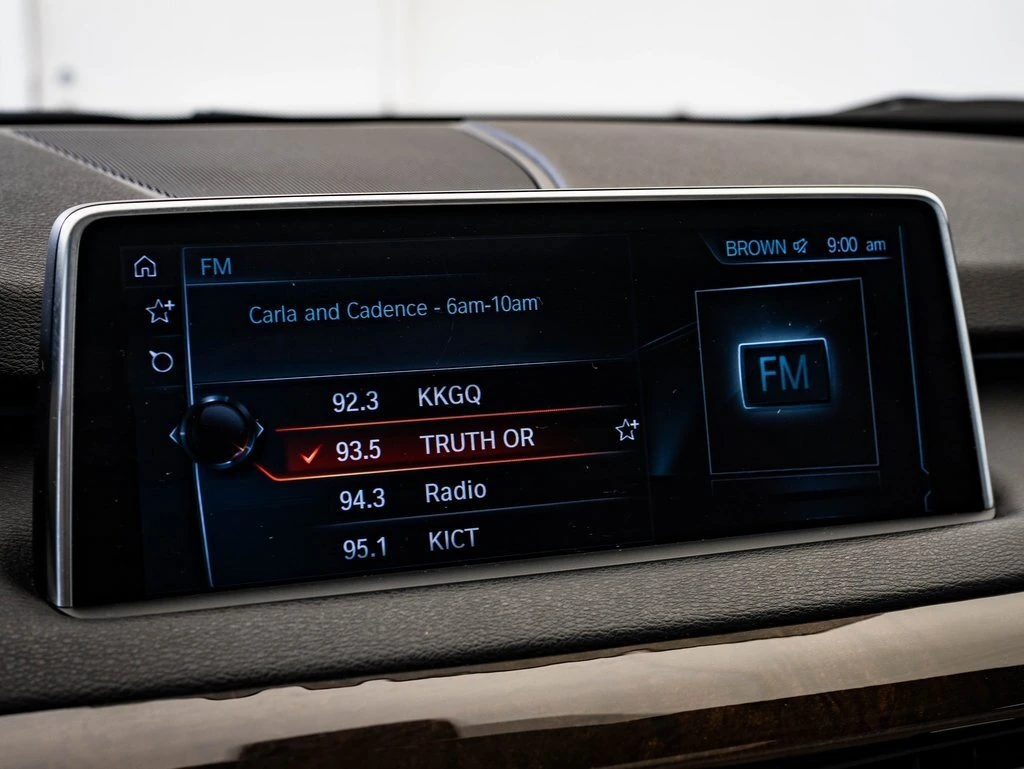 FM
BROWN 9:00 am
Carla and Cadence - 6am-10am
92.3 KKGQ
93.5 TRUTH OR
94.3 Radio
95.1 KICT
FM